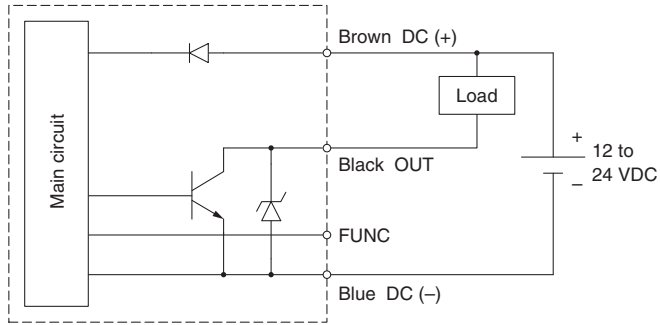 Brown DC (+)
Load
Main circuit
+
12 to
24 VDC
–
Black OUT
FUNC
Blue DC (–)